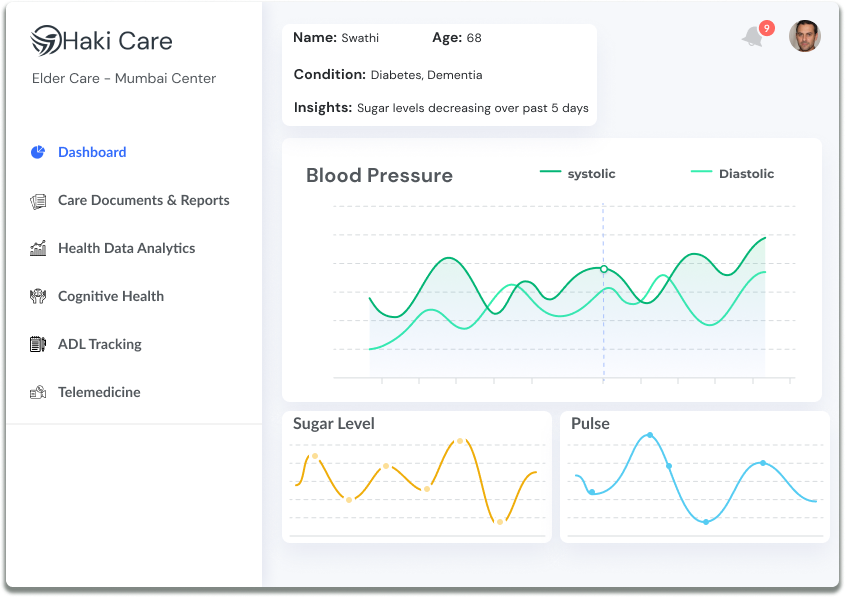 Haki Care
Elder Care - Mumbai Center
Dashboard
Care Documents & Reports
Health Data Analytics
Cognitive Health
ADL Tracking
Telemedicine
Name: Swathi Age: 68
Condition: Diabetes, Dementia
Insights: Sugar levels decreasing over past 5 days
9
Blood Pressure
systolic
Diastolic
Sugar Level
Pulse